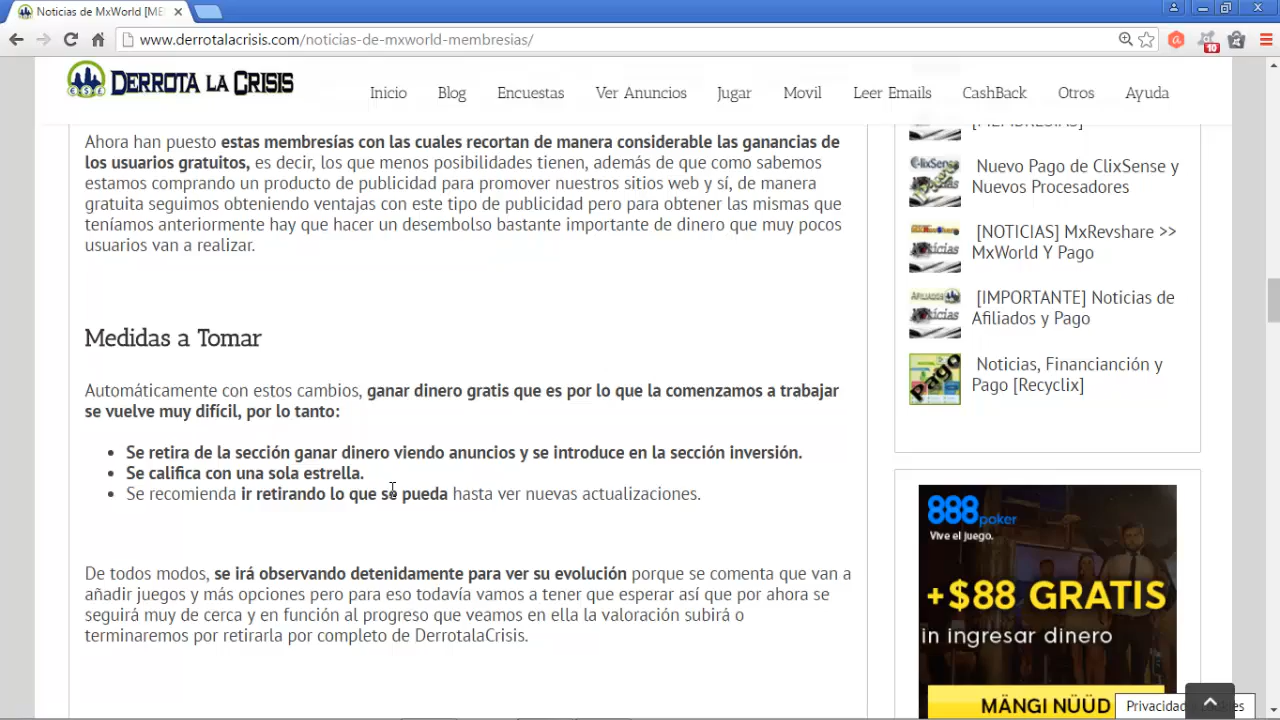 Noticias de MxWorld [ME
www.derrotalacrisis.com/noticias-de-mxworld-membresias/
10
DERROTA LA CRISIS
Inicio Blog Encuestas Ver Anuncios Jugar Movil Leer Emails CashBack Otros Ayuda
Ahora han puesto estas membresías con las cuales recortan de manera considerable las ganancias de
los usuarios gratuitos, es decir, los que menos posibilidades tienen, además de que como sabemos
estamos comprando un producto de publicidad para promover nuestros sitios web y sí, de manera
gratuita seguimos obteniendo ventajas con este tipo de publicidad pero para obtener las mismas que
teníamos anteriormente hay que hacer un desembolso bastante importante de dinero que muy pocos
usuarios van a realizar.
Medidas a Tomar
Automáticamente con estos cambios, ganar dinero gratis que es por lo que la comenzamos a trabajar
se vuelve muy difícil, por lo tanto:
Se retira de la sección ganar dinero viendo anuncios y se introduce en la sección inversión.
Se califica con una sola estrella.
Se recomienda ir retirando lo que se pueda hasta ver nuevas actualizaciones.
De todos modos, se irá observando detenidamente para ver su evolución porque se comenta que van a
añadir juegos y más opciones pero para eso todavía vamos a tener que esperar así que por ahora se
seguirá muy de cerca y en función al progreso que veamos en ella la valoración subirá o
terminaremos por retirarla por completo de DerrotalaCrisis.
[MEMBRESIAS]
Nuevo Pago de ClixSense y
Nuevos Procesadores
[NOTICIAS] MxRevshare >>
MxWorld Y Pago
[IMPORTANTE] Noticias de
Afiliados y Pago
Noticias, Financianción y
Pago [Recyclix]
888poker
Vive el juego.
+$88 GRATIS
in ingresar dinero
MÄNGI NÜÜD